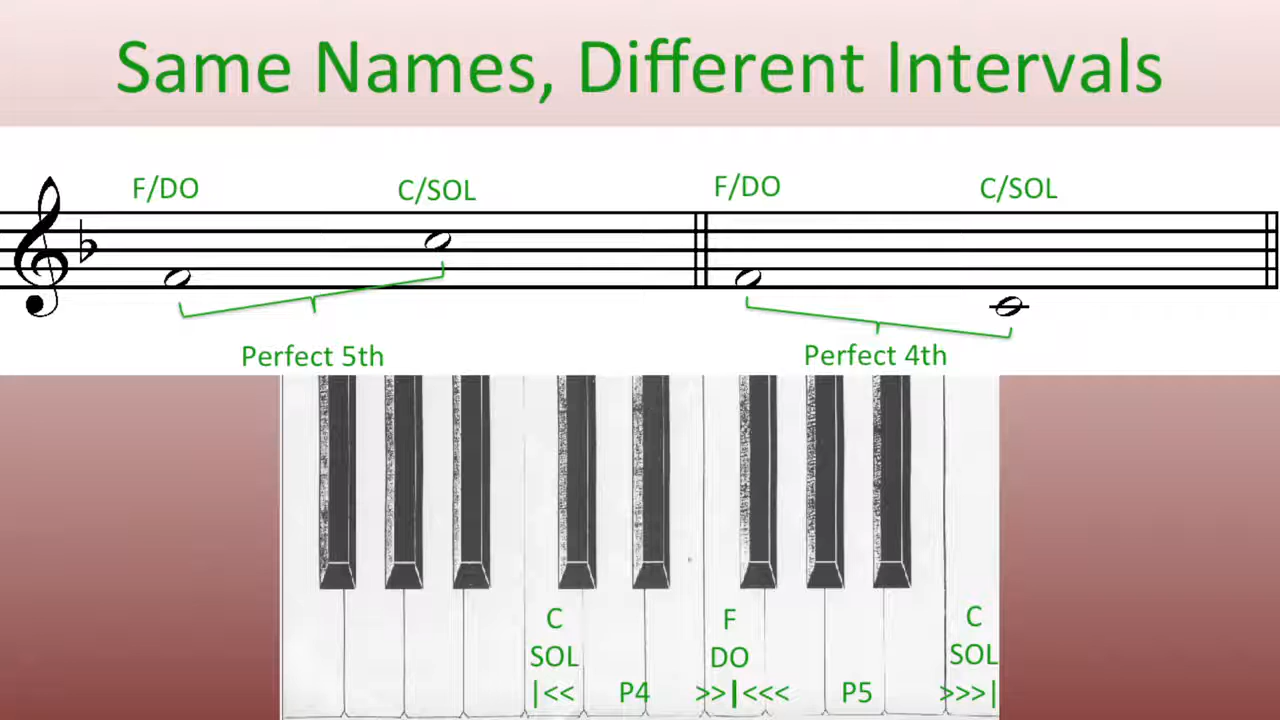 Same Names, Different Intervals
F/DO C/SOL F/DO C/SOL
Perfect 5th Perfect 4th
C F C
SOL DO SOL
|<< P4 >>|<<< P5 >>>|